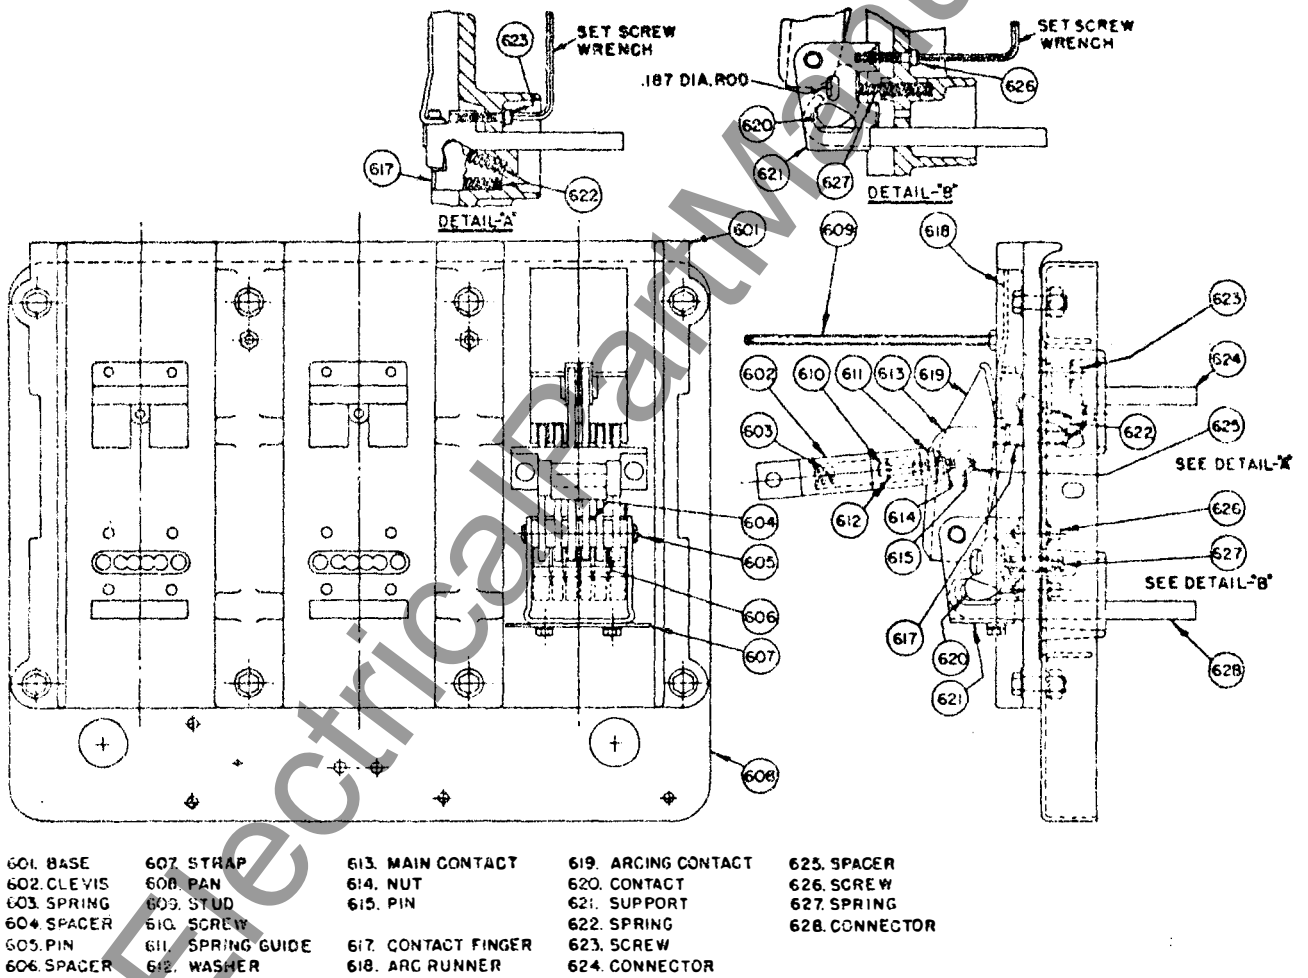 SET SCREW
WRENCH
623
617
622
DETAIL-"A"
SET SCREW
WRENCH
.187 DIA. ROD
626
620
621
627
DETAIL-"B"
601
609
618
623
624
602
610
611
613
619
603
622
625
SEE DETAIL-"A"
604
612
614
626
605
615
627
SEE DETAIL-"B"
606
617
607
620
628
621
608
601. BASE
602. CLEVIS
603. SPRING
604. SPACER
605. PIN
606. SPACER
607. STRAP
608. PAN
609. STUD
610. SCREW
611. SPRING GUIDE
612. WASHER
613. MAIN CONTACT
614. NUT
615. PIN
617. CONTACT FINGER
618. ARC RUNNER
619. ARCING CONTACT
620. CONTACT
621. SUPPORT
622. SPRING
623. SCREW
624. CONNECTOR
625. SPACER
626. SCREW
627. SPRING
628. CONNECTOR